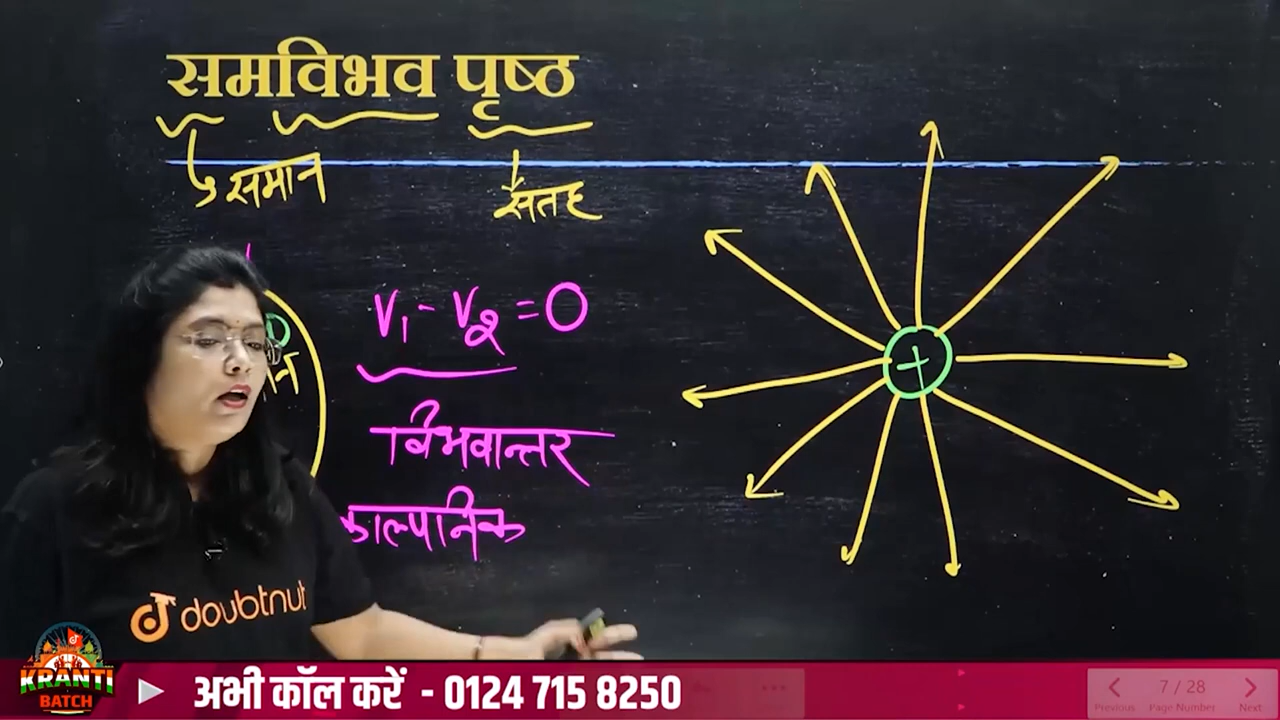 समविभव पृष्ठ
समान
सतह
V₁ - V₂ = 0
विभवान्तर
काल्पनिक
+
doubtnut
KRANTI
BATCH
अभी कॉल करें - 0124 715 8250
7 / 28
Previous Page Number Next